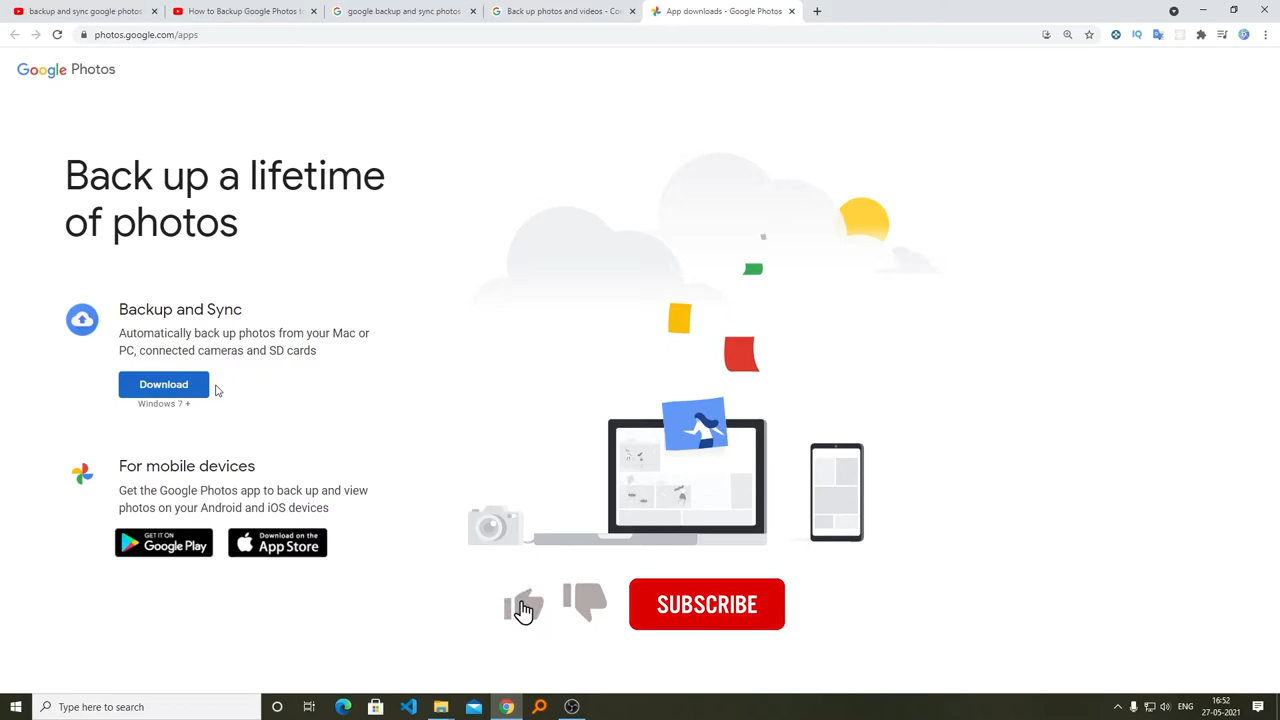 backup and sync google photos
How to Backup Google Photos to
google backup and sync photos
Back up photos and videos - Co
App downloads - Google Photos
photos.google.com/apps
IQ
Google Photos
Back up a lifetime
of photos
Backup and Sync
Automatically back up photos from your Mac or
PC, connected cameras and SD cards
Download
Windows 7 +
For mobile devices
Get the Google Photos app to back up and view
photos on your Android and iOS devices
GET IT ON
Google Play
Download on the
App Store
SUBSCRIBE
Type here to search
ENG
16:52
27-05-2021